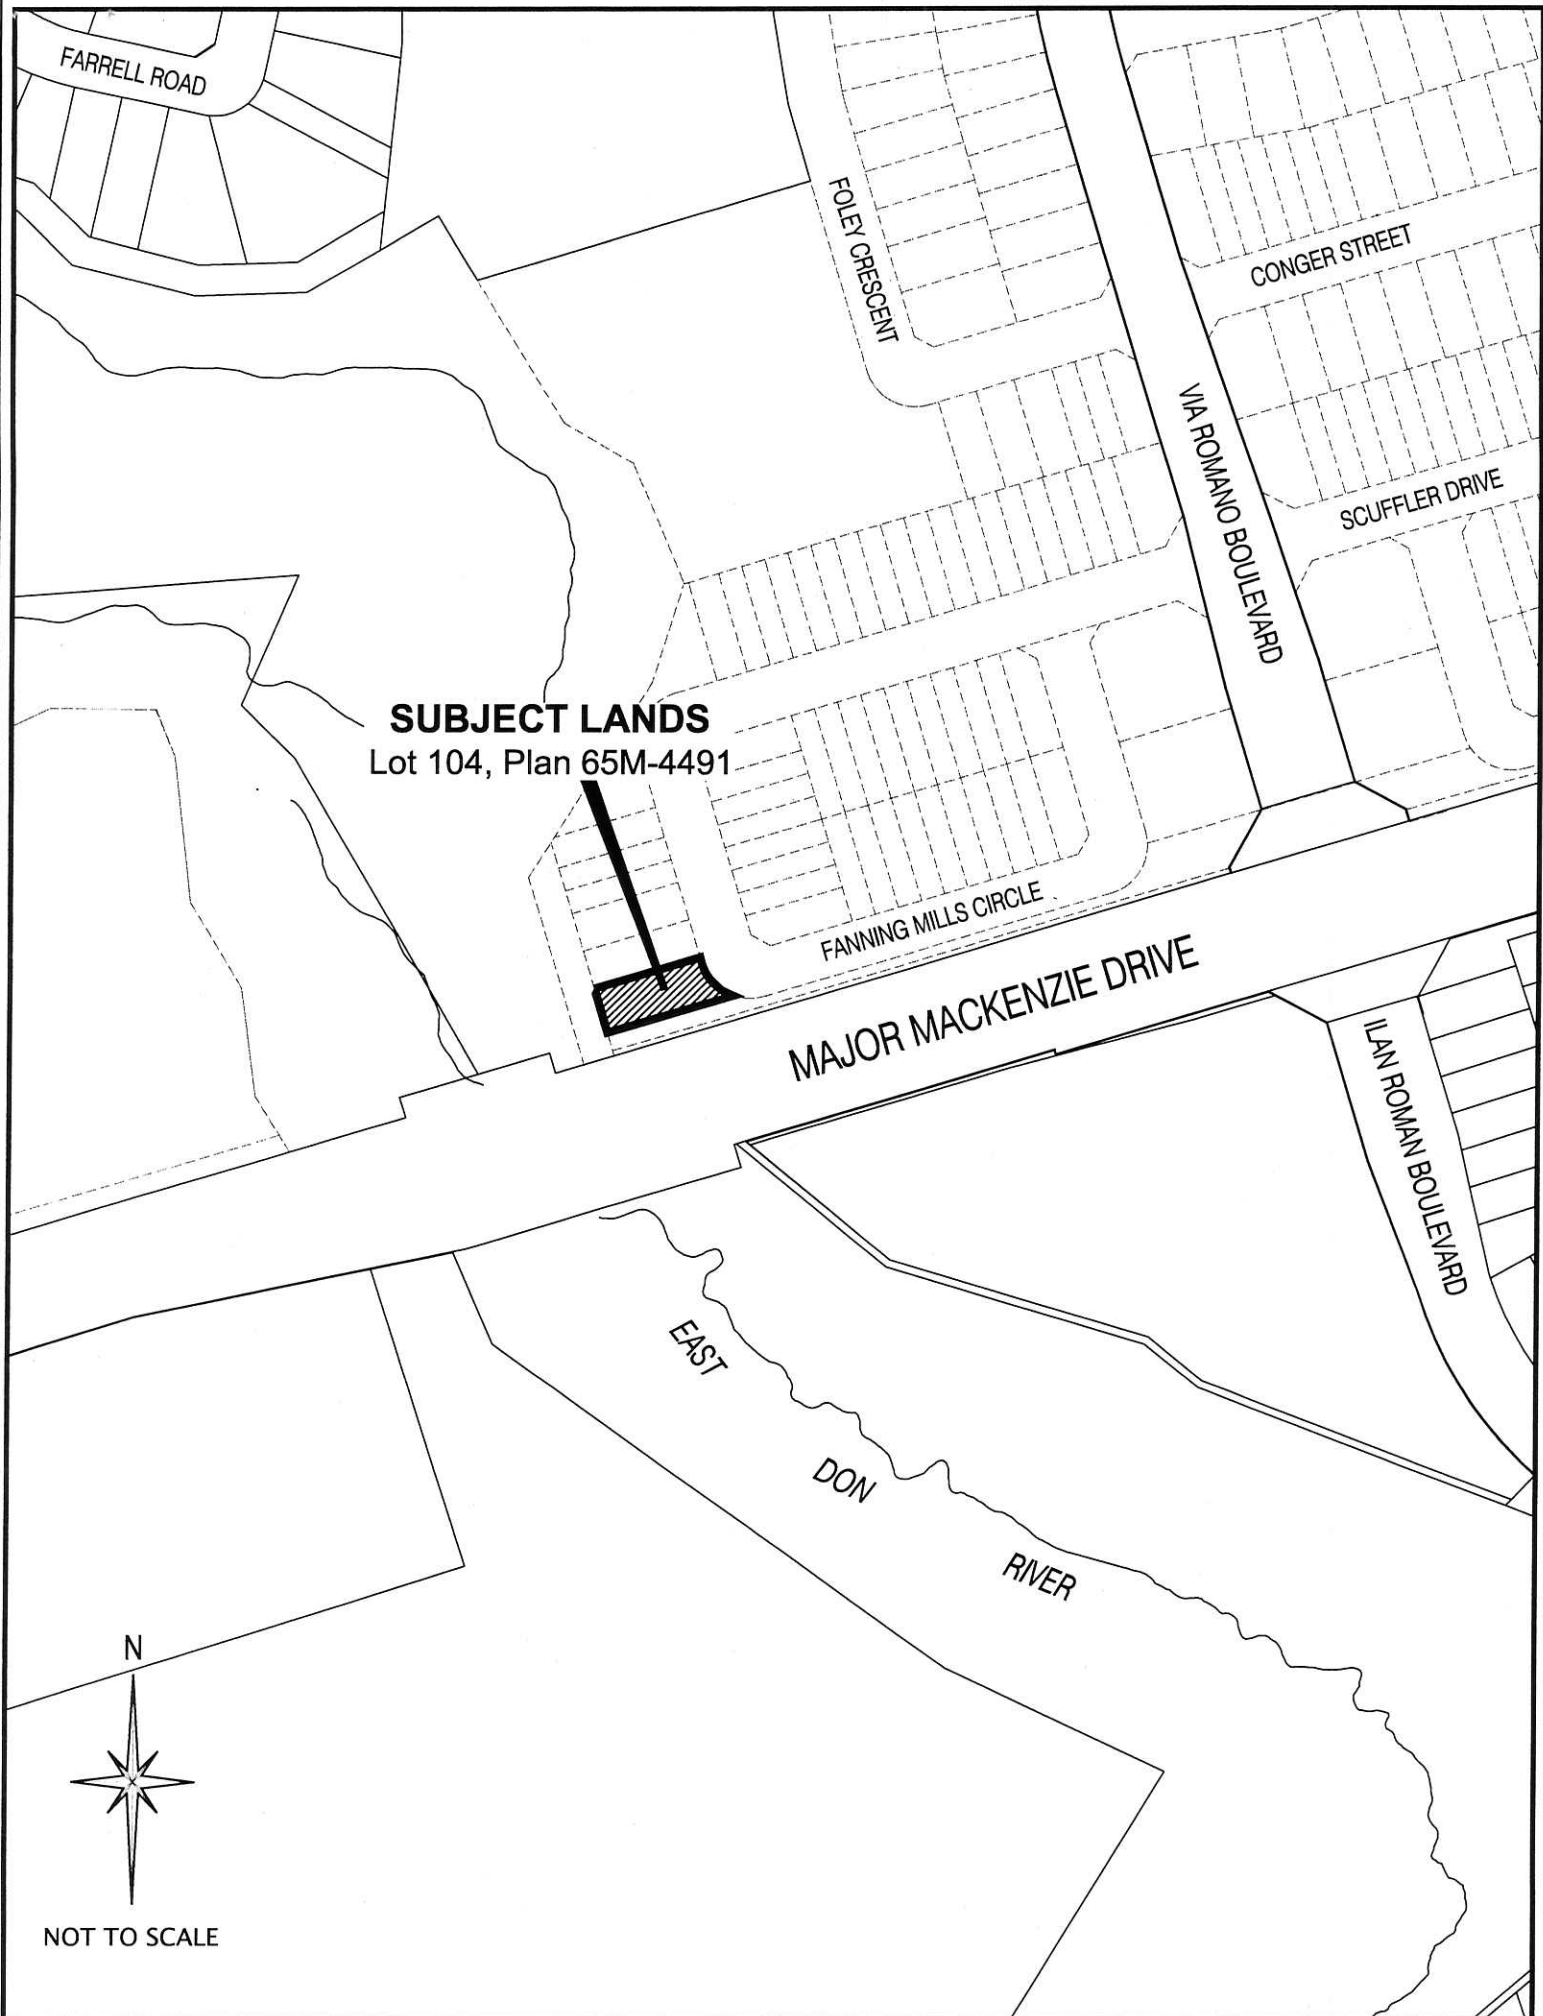 FARRELL ROAD
FOLEY CRESCENT
CONGER STREET
VIA ROMANO BOULEVARD
SCUFFLER DRIVE
SUBJECT LANDS
Lot 104, Plan 65M-4491
FANNING MILLS CIRCLE
MAJOR MACKENZIE DRIVE
ILAN ROMAN BOULEVARD
EAST
DON
RIVER
N
NOT TO SCALE